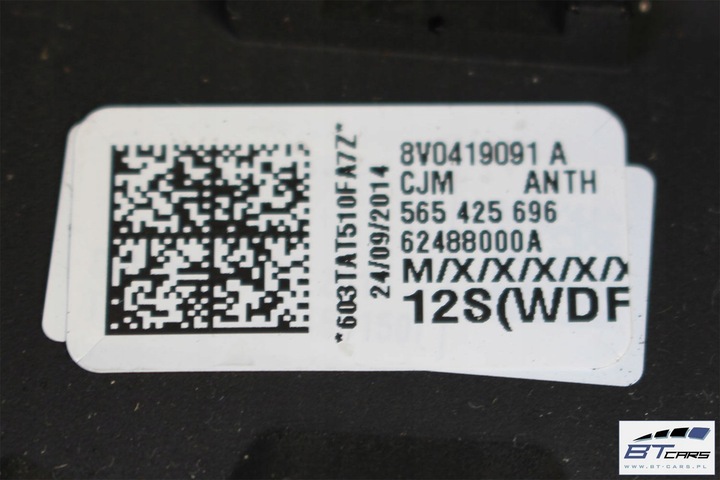 *603TAT510FA7Z*
24/09/2014
8V0419091 A
CJM ANTH
565 425 696
62488000A
M/X/X/X/X/X
12S(WDF
BTCARS
WWW.BT-CARS.PL